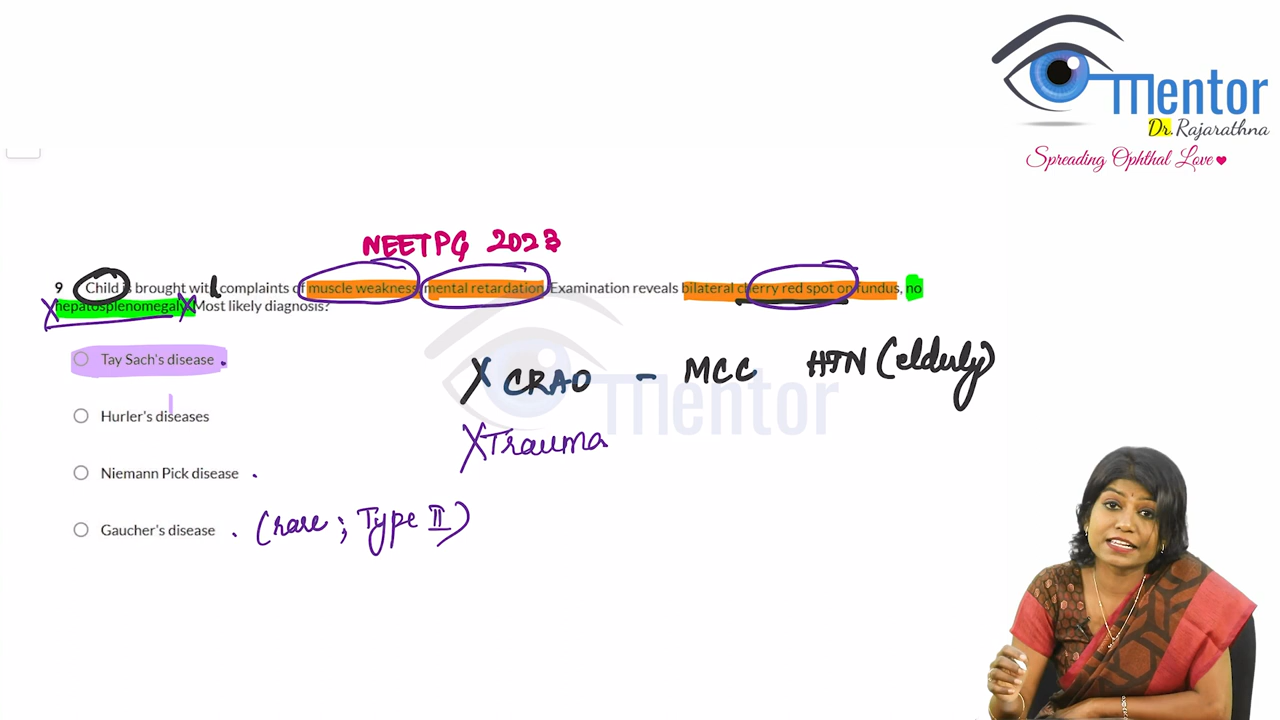 mentor
Dr. Rajarathna
Spreading Ophthal Love
NEETPG 2023
9 Child is brought with complaints of muscle weakness, mental retardation. Examination reveals bilateral cherry red spot on fundus, no
hepatosplenomegaly. Most likely diagnosis?
Tay Sach's disease
X CRAO - MCC HTN (elderly)
mentor
Hurler's diseases
X Trauma
Niemann Pick disease
Gaucher's disease . (rare ; Type II)